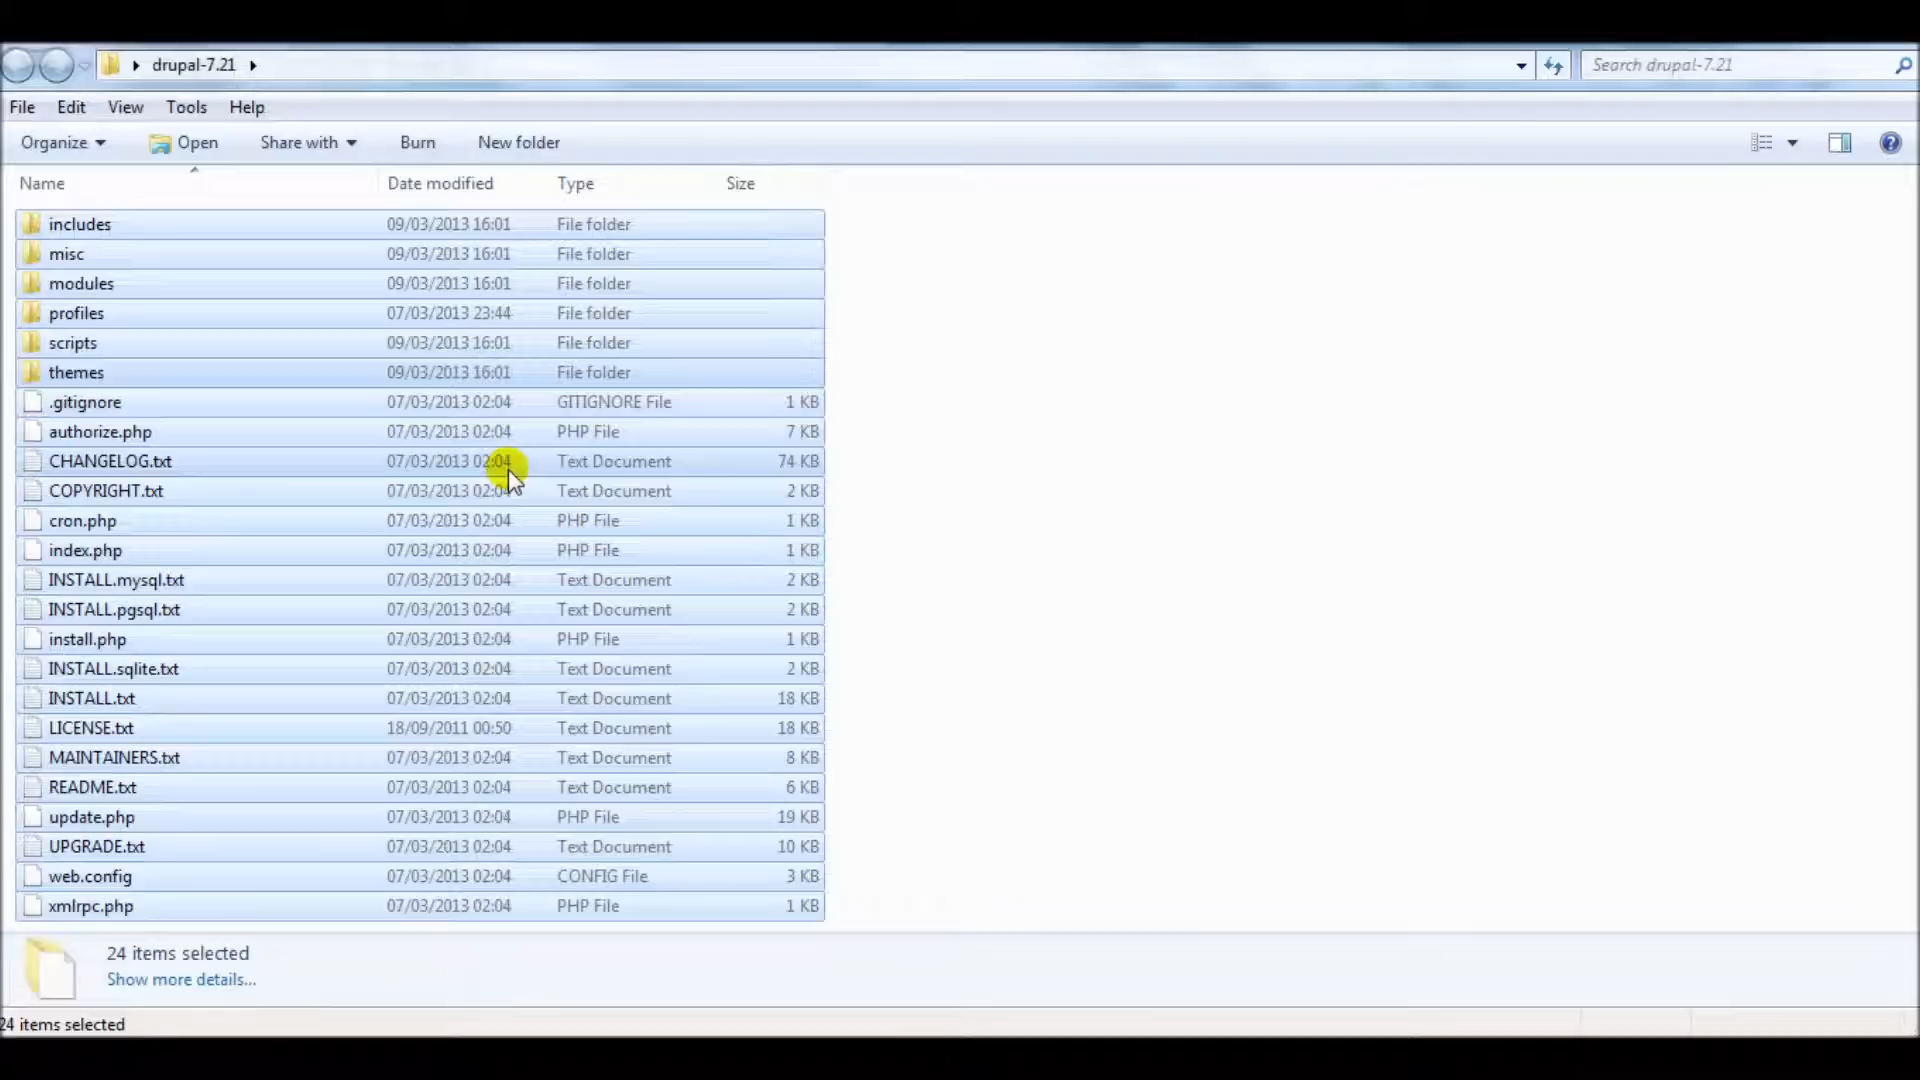 drupal-7.21
Search drupal-7.21
File Edit View Tools Help
Organize Open Share with Burn New folder
Name Date modified Type Size
includes 09/03/2013 16:01 File folder
misc 09/03/2013 16:01 File folder
modules 09/03/2013 16:01 File folder
profiles 07/03/2013 23:44 File folder
scripts 09/03/2013 16:01 File folder
themes 09/03/2013 16:01 File folder
.gitignore 07/03/2013 02:04 GITIGNORE File 1 KB
authorize.php 07/03/2013 02:04 PHP File 7 KB
CHANGELOG.txt 07/03/2013 02:04 Text Document 74 KB
COPYRIGHT.txt 07/03/2013 02:04 Text Document 2 KB
cron.php 07/03/2013 02:04 PHP File 1 KB
index.php 07/03/2013 02:04 PHP File 1 KB
INSTALL.mysql.txt 07/03/2013 02:04 Text Document 2 KB
INSTALL.pgsql.txt 07/03/2013 02:04 Text Document 2 KB
install.php 07/03/2013 02:04 PHP File 1 KB
INSTALL.sqlite.txt 07/03/2013 02:04 Text Document 2 KB
INSTALL.txt 07/03/2013 02:04 Text Document 18 KB
LICENSE.txt 18/09/2011 00:50 Text Document 18 KB
MAINTAINERS.txt 07/03/2013 02:04 Text Document 8 KB
README.txt 07/03/2013 02:04 Text Document 6 KB
update.php 07/03/2013 02:04 PHP File 19 KB
UPGRADE.txt 07/03/2013 02:04 Text Document 10 KB
web.config 07/03/2013 02:04 CONFIG File 3 KB
xmlrpc.php 07/03/2013 02:04 PHP File 1 KB
24 items selected
Show more details...
24 items selected